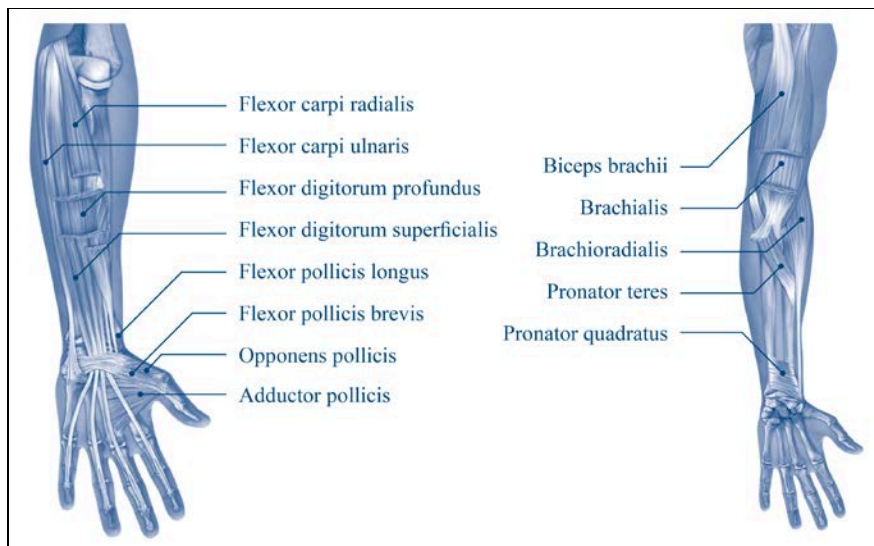 Flexor carpi radialis
Flexor carpi ulnaris
Flexor digitorum profundus
Flexor digitorum superficialis
Flexor pollicis longus
Flexor pollicis brevis
Opponens pollicis
Adductor pollicis
Biceps brachii
Brachialis
Brachioradialis
Pronator teres
Pronator quadratus